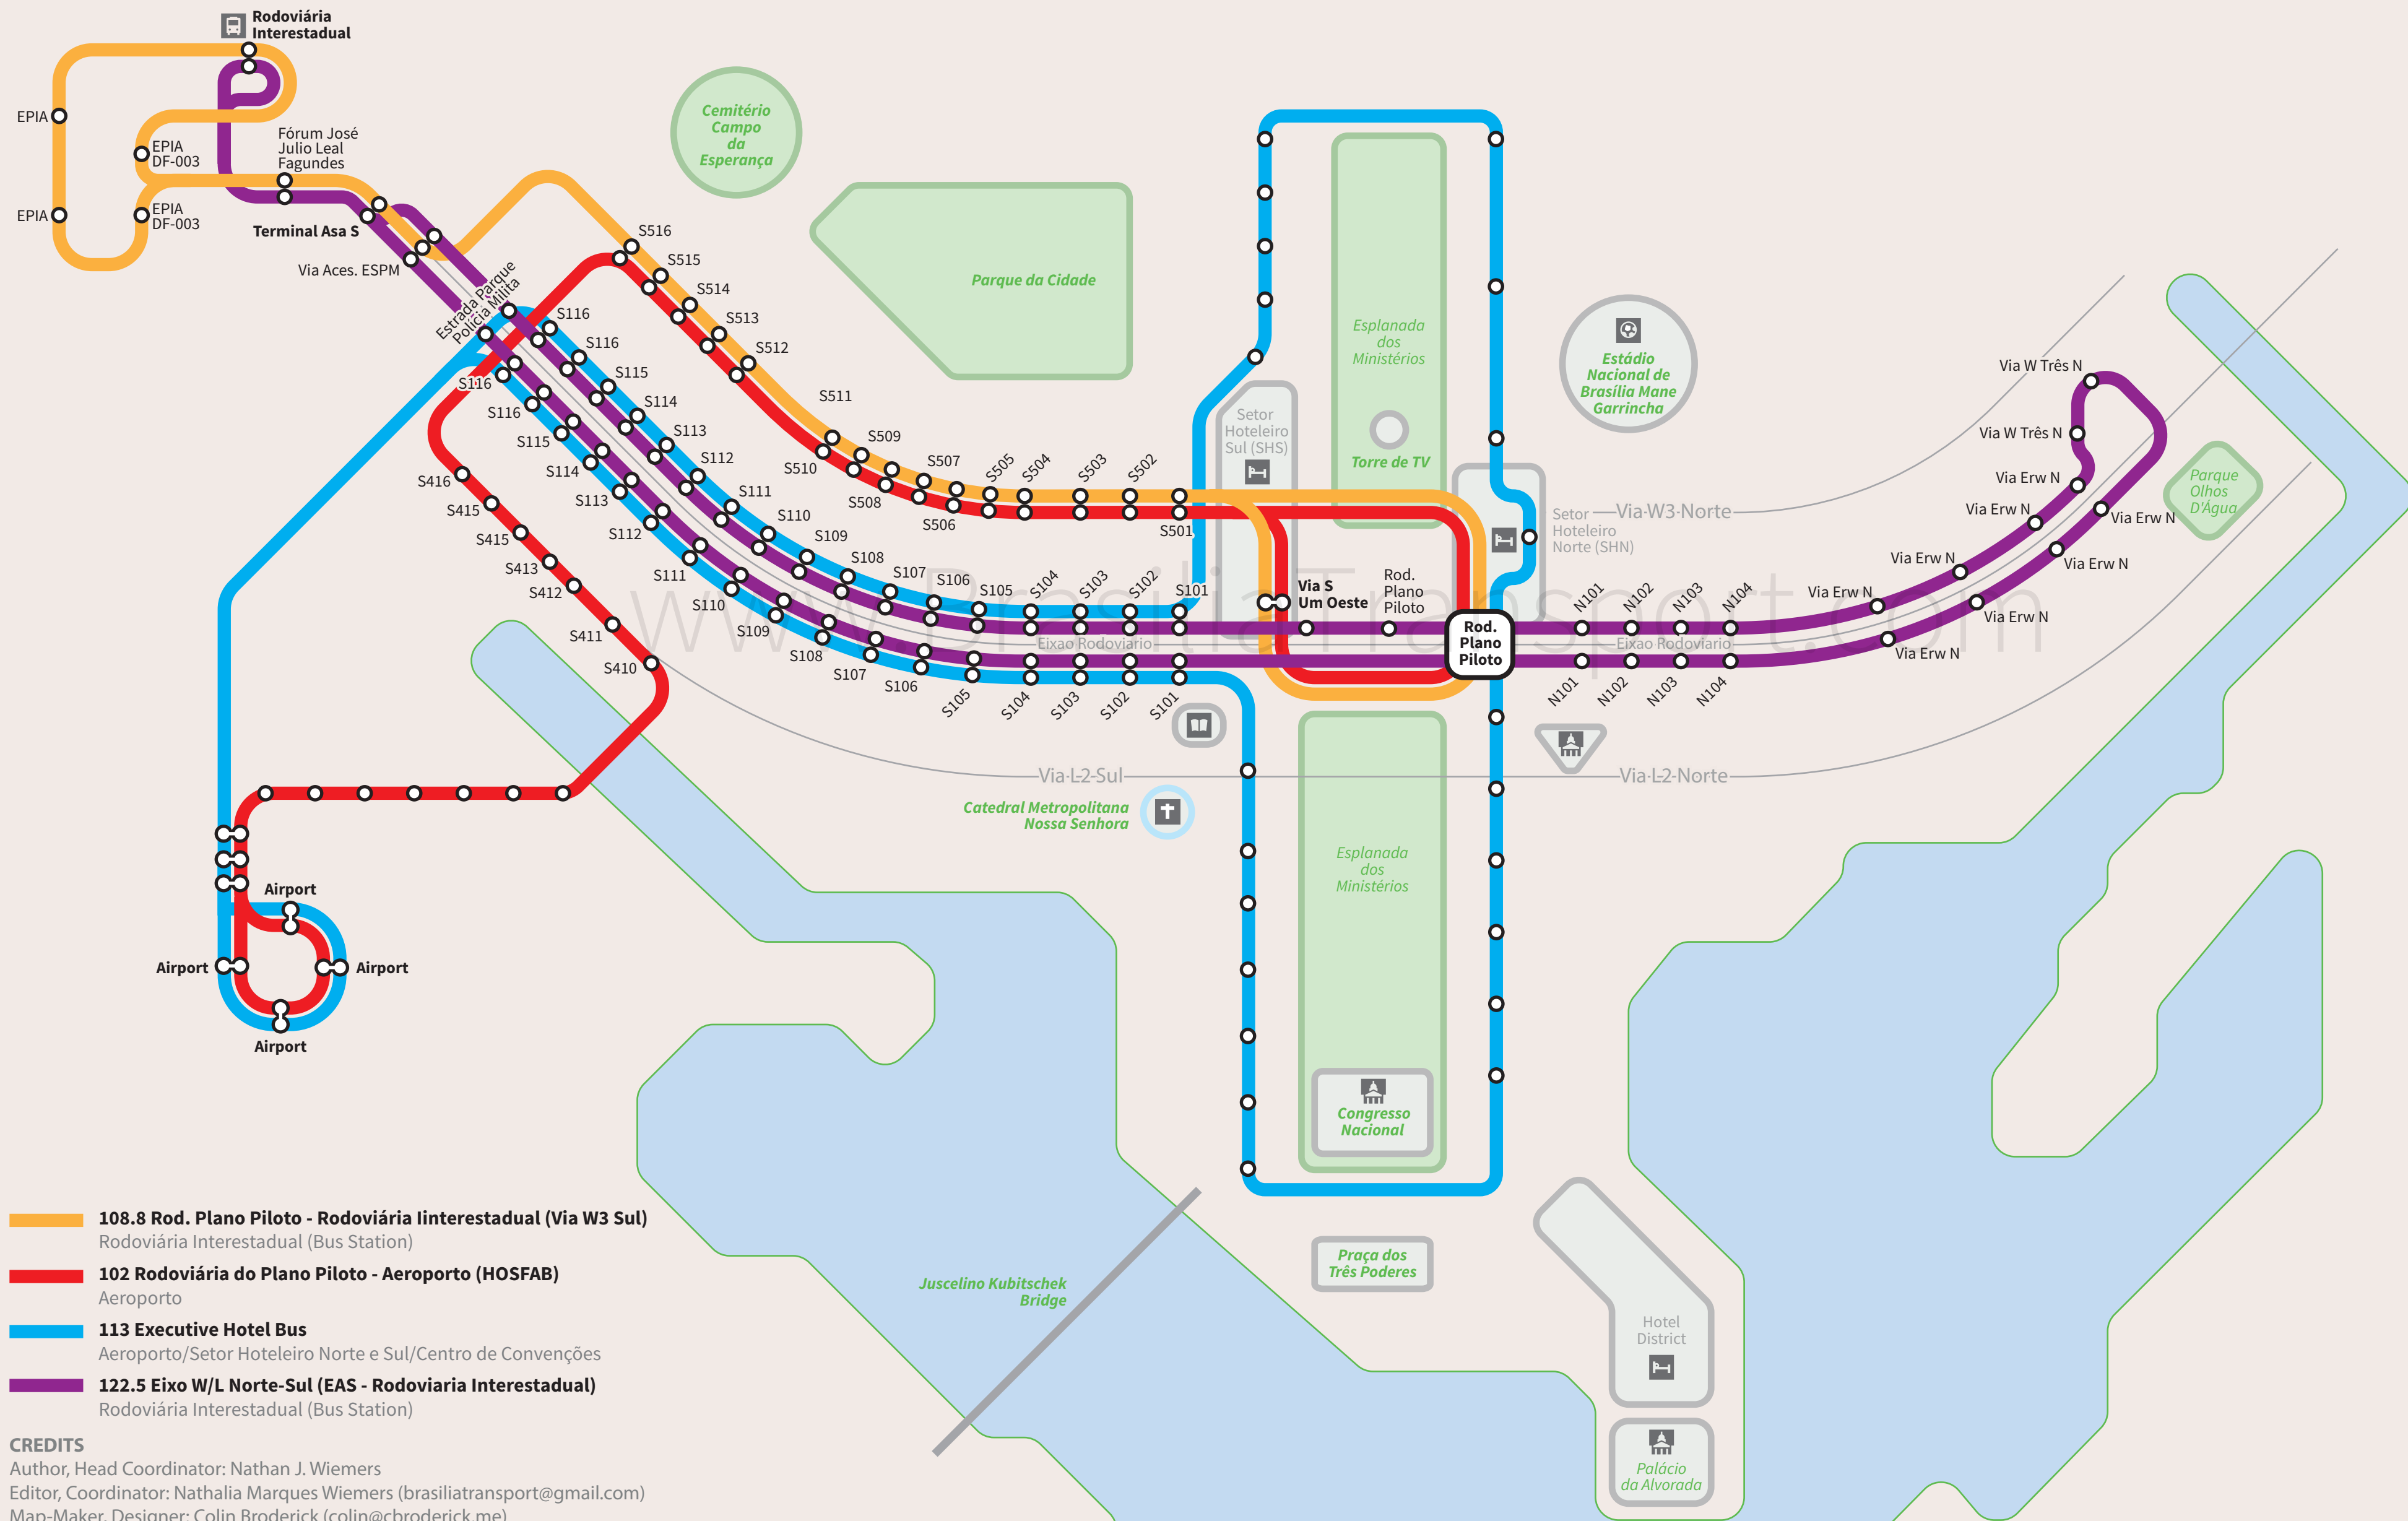 Rodoviária
Interestadual
EPIA
EPIA
DF-003
Fórum José
Julio Leal
Fagundes
EPIA
EPIA
DF-003
Terminal Asa S
Via Aces. ESPM
Estrada Parque
Polícia Milita
Cemitério
Campo
da
Esperança
Parque da Cidade
S516
S515
S514
S513
S512
S511
S509
S507
S505
S504
S503
S502
S510
S508
S506
S501
S116
S116
S115
S114
S113
S112
S111
S110
S109
S108
S107
S106
S105
S104
S103
S102
S101
S116
S116
S115
S114
S113
S112
S111
S110
S109
S108
S107
S106
S105
S104
S103
S102
S101
S416
S415
S415
S413
S412
S411
S410
Esplanada
dos
Ministérios
Torre de TV
Setor
Hoteleiro
Sul (SHS)
Estádio
Nacional de
Brasília Mane
Garrincha
Setor
Hoteleiro
Norte (SHN)
Via W3 Norte
Via S
Um Oeste
Rod.
Plano
Piloto
Rod.
Plano
Piloto
Eixao Rodoviario
Eixao Rodoviario
www.BrasiliaTransport.com
N101
N102
N103
N104
N101
N102
N103
N104
Via W Três N
Via W Três N
Via Erw N
Via Erw N
Via Erw N
Via Erw N
Via Erw N
Via Erw N
Via Erw N
Via Erw N
Parque
Olhos
D'Água
Via L2 Sul
Via L2 Norte
Catedral Metropolitana
Nossa Senhora
Esplanada
dos
Ministérios
Congresso
Nacional
Airport
Airport
Airport
Airport
Juscelino Kubitschek
Bridge
Praça dos
Três Poderes
Hotel
District
Palácio
da Alvorada
108.8 Rod. Plano Piloto - Rodoviária Iinterestadual (Via W3 Sul)
Rodoviária Interestadual (Bus Station)
102 Rodoviária do Plano Piloto - Aeroporto (HOSFAB)
Aeroporto
113 Executive Hotel Bus
Aeroporto/Setor Hoteleiro Norte e Sul/Centro de Convenções
122.5 Eixo W/L Norte-Sul (EAS - Rodoviaria Interestadual)
Rodoviária Interestadual (Bus Station)
CREDITS
Author, Head Coordinator: Nathan J. Wiemers
Editor, Coordinator: Nathalia Marques Wiemers (brasiliatransport@gmail.com)
Map-Maker, Designer: Colin Broderick (colin@cbroderick.me)